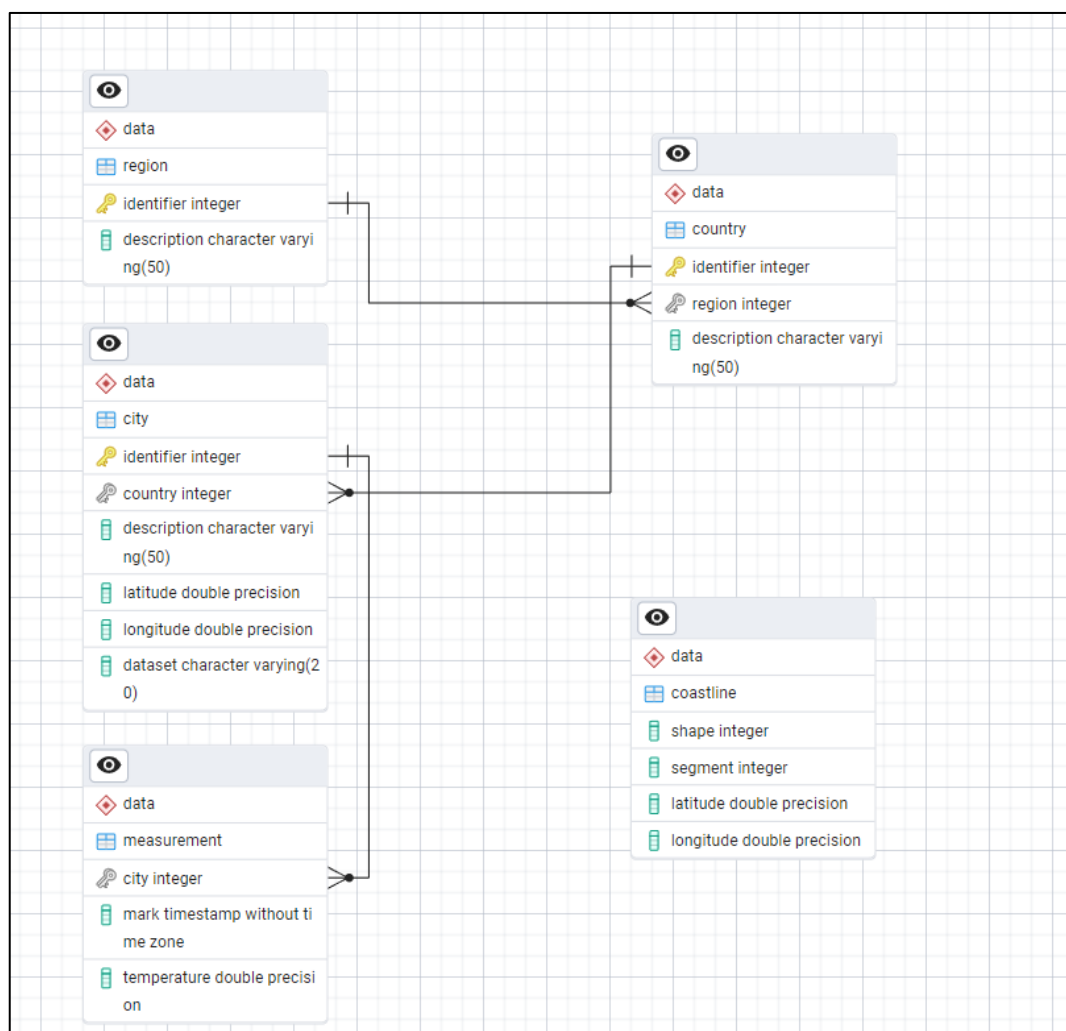 data
region
identifier integer
description character varyi
ng(50)
data
country
identifier integer
region integer
description character varyi
ng(50)
data
city
identifier integer
country integer
description character varyi
ng(50)
latitude double precision
longitude double precision
dataset character varying(2
0)
data
coastline
shape integer
segment integer
latitude double precision
longitude double precision
data
measurement
city integer
mark timestamp without ti
me zone
temperature double precisi
on